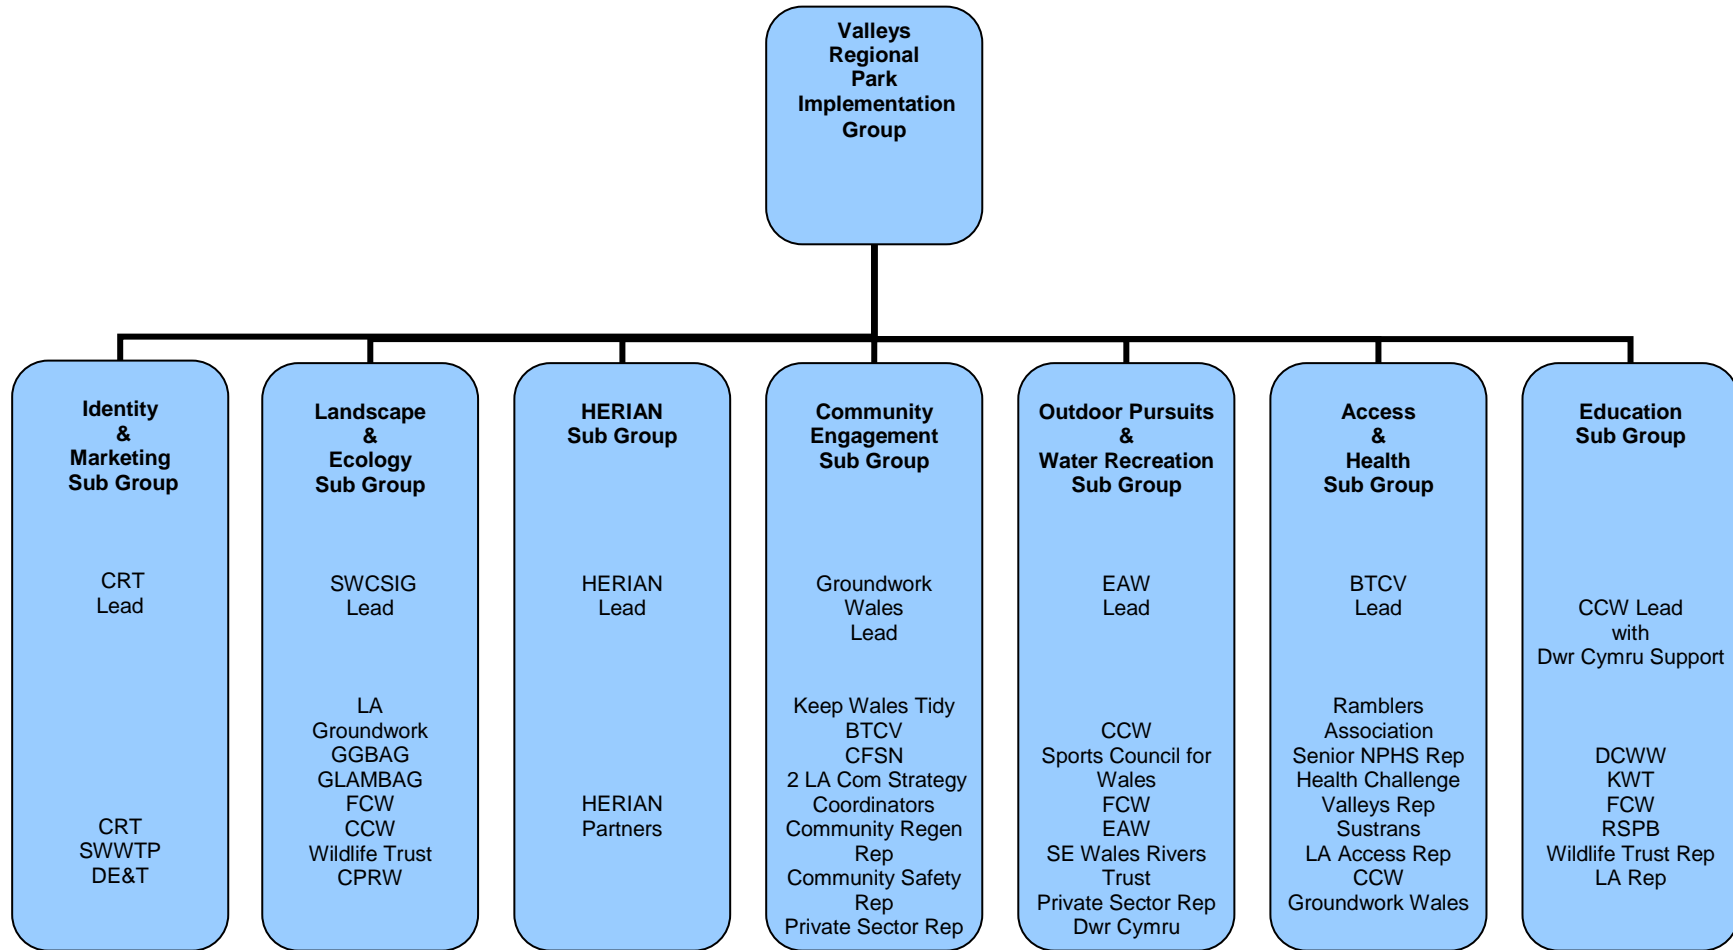 Valleys
Regional
Park
Implementation
Group
Identity
&
Marketing
Sub Group
CRT
Lead
CRT
SWWTP
DE&T
Landscape
&
Ecology
Sub Group
SWCSIG
Lead
LA
Groundwork
GGBAG
GLAMBAG
FCW
CCW
Wildlife Trust
CPRW
HERIAN
Sub Group
HERIAN
Lead
HERIAN
Partners
Community
Engagement
Sub Group
Groundwork
Wales
Lead
Keep Wales Tidy
BTCV
CFSN
2 LA Com Strategy
Coordinators
Community Regen
Rep
Community Safety
Rep
Private Sector Rep
Outdoor Pursuits
&
Water Recreation
Sub Group
EAW
Lead
CCW
Sports Council for
Wales
FCW
EAW
SE Wales Rivers
Trust
Private Sector Rep
Dwr Cymru
Access
&
Health
Sub Group
BTCV
Lead
Ramblers
Association
Senior NPHS Rep
Health Challenge
Valleys Rep
Sustrans
LA Access Rep
CCW
Groundwork Wales
Education
Sub Group
CCW Lead
with
Dwr Cymru Support
DCWW
KWT
FCW
RSPB
Wildlife Trust Rep
LA Rep